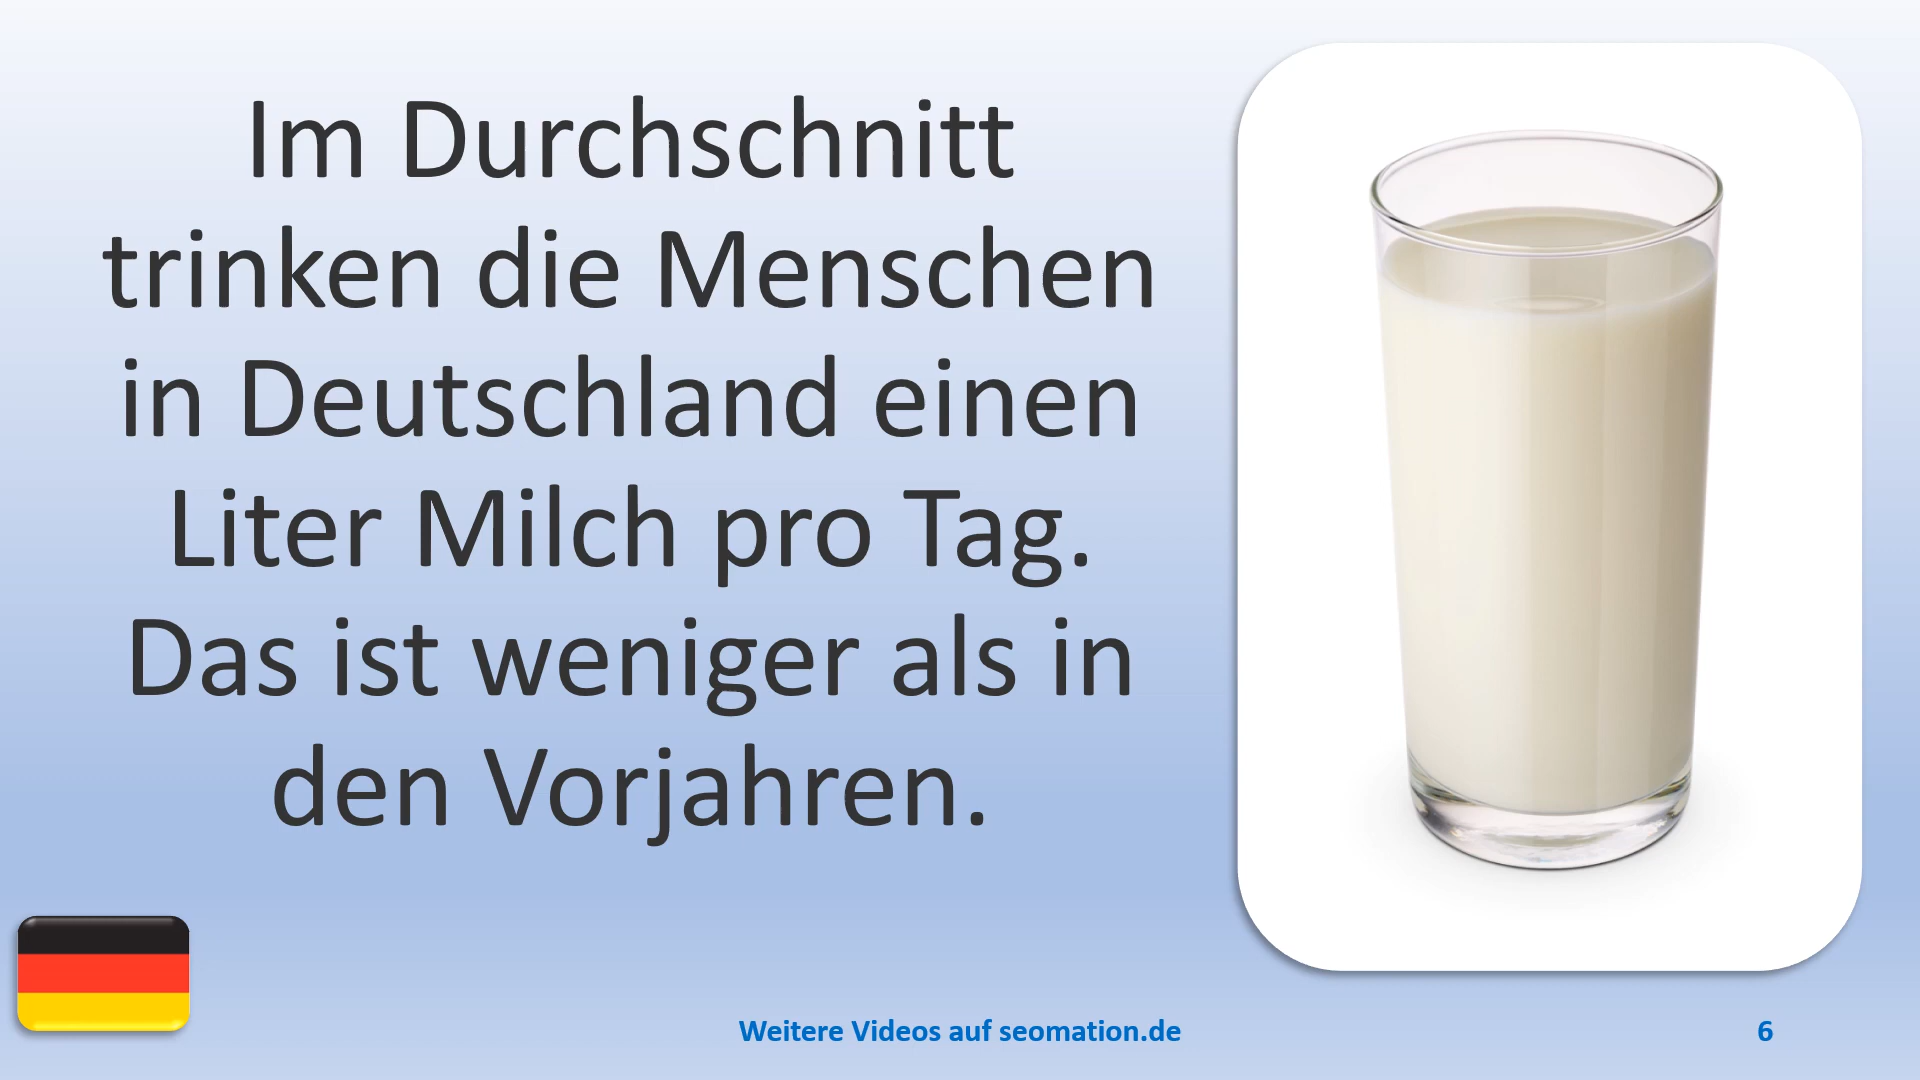 Im Durchschnitt
trinken die Menschen
in Deutschland einen
Liter Milch pro Tag.
Das ist weniger als in
den Vorjahren.
Weitere Videos auf seomation.de
6